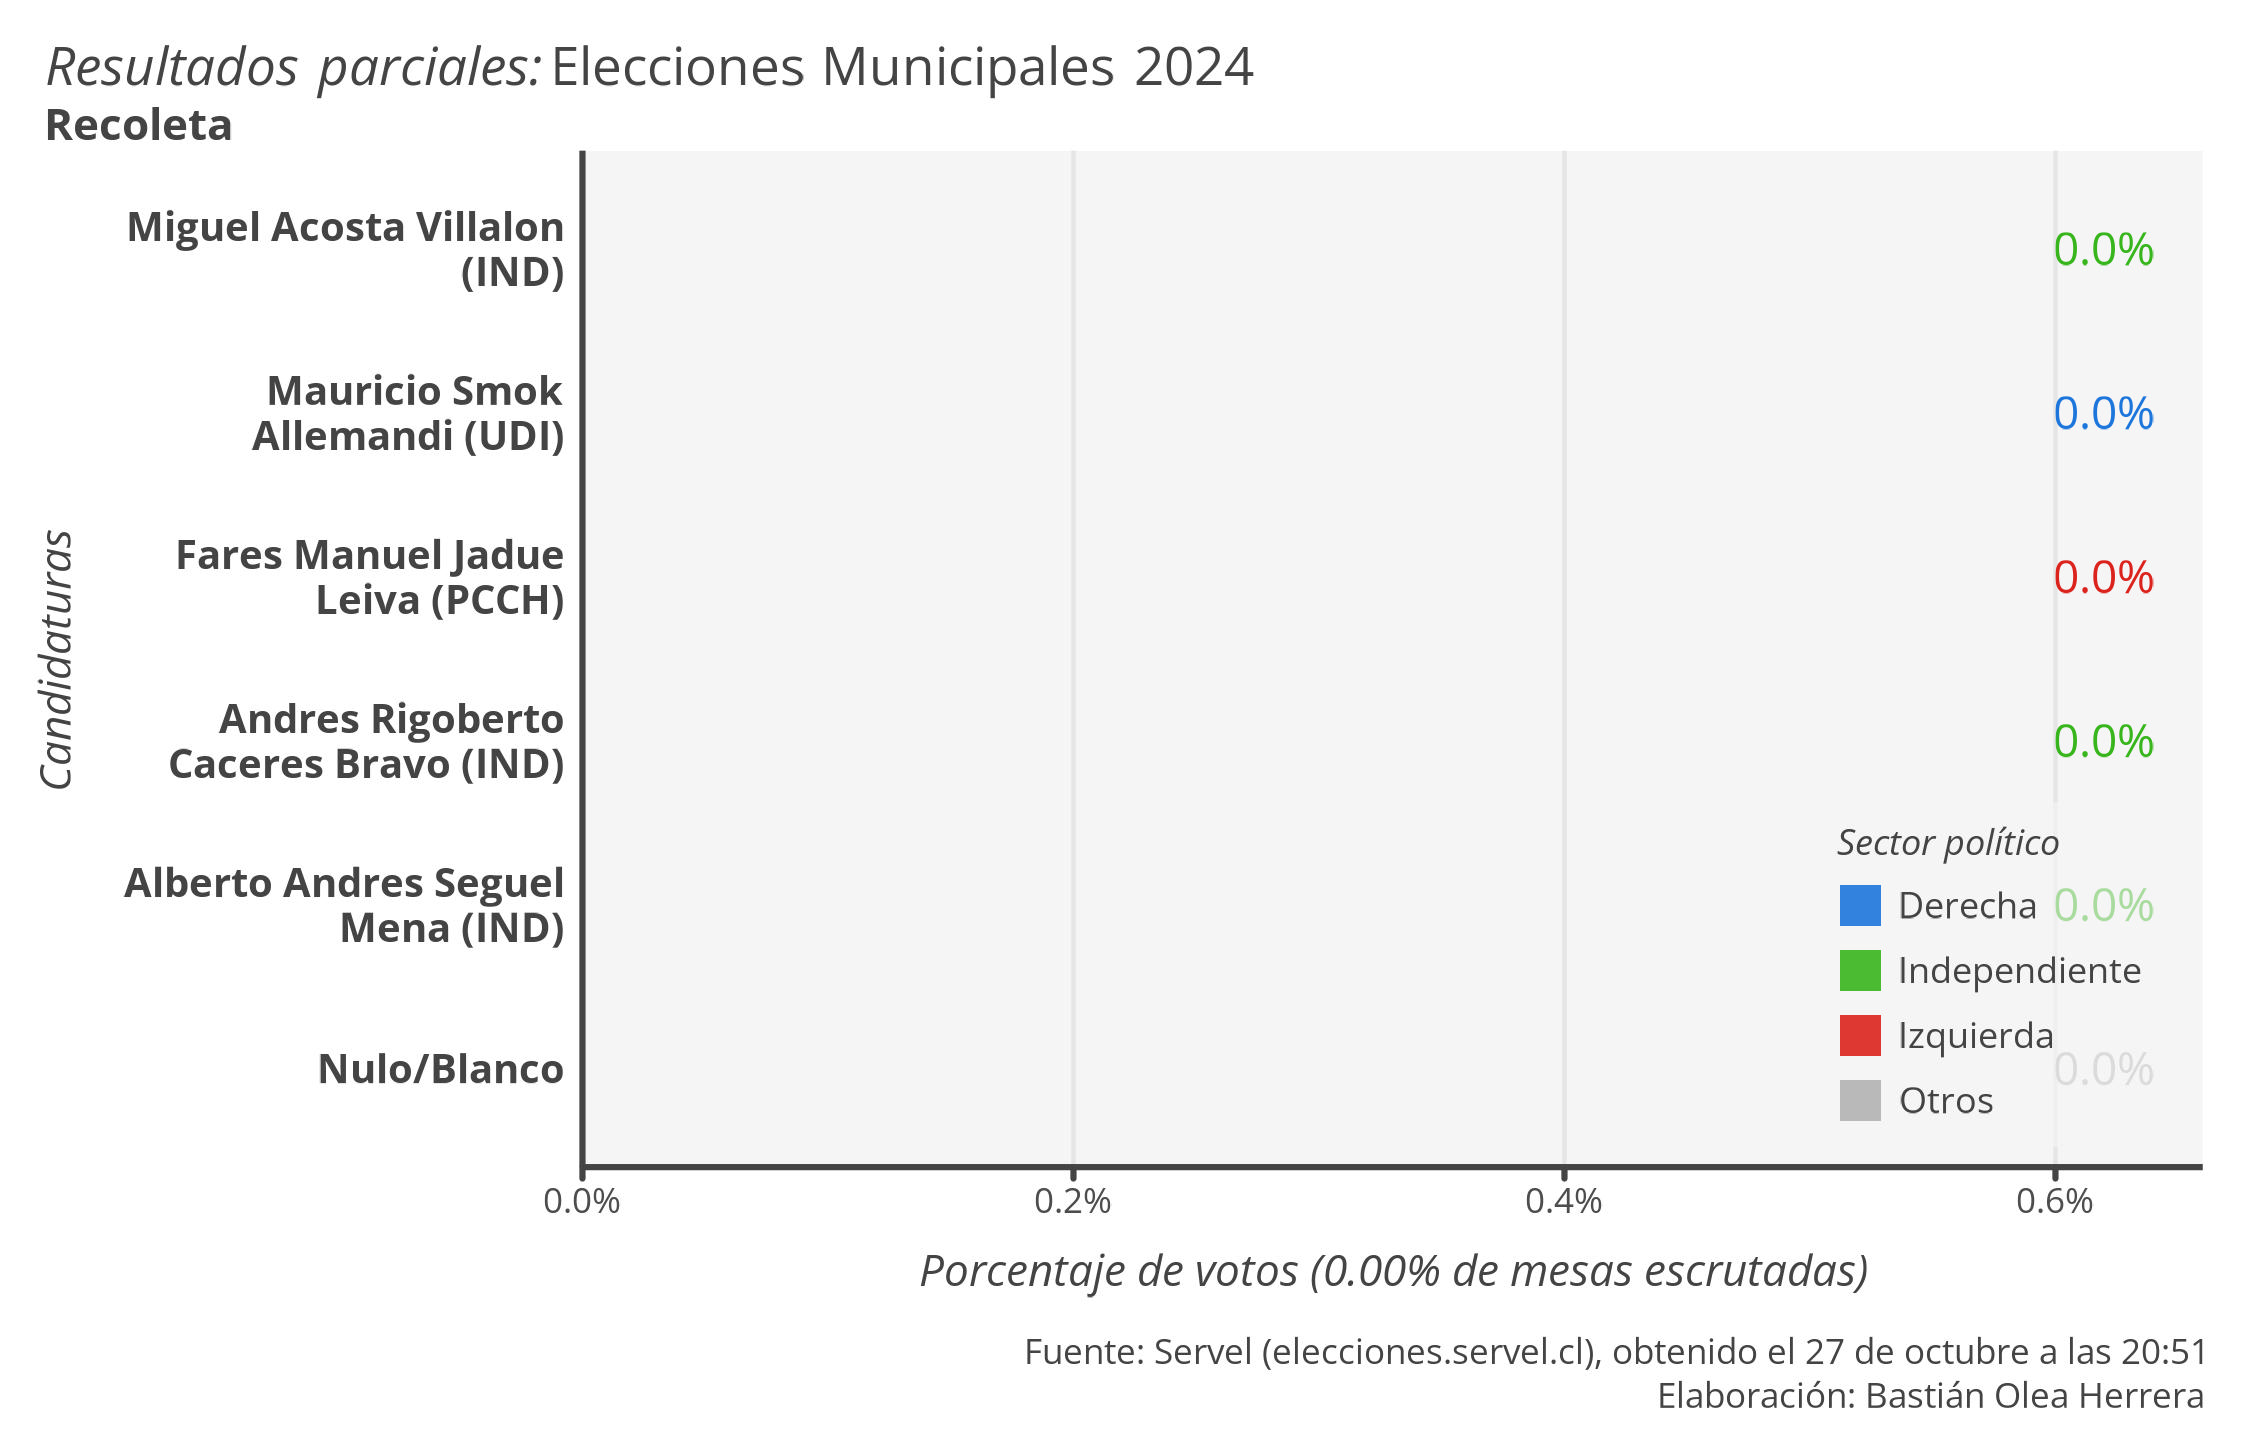 Resultados parciales: Elecciones Municipales 2024
Recoleta
Candidaturas
Miguel Acosta Villalon
(IND)
0.0%
Mauricio Smok
Allemandi (UDI)
0.0%
Fares Manuel Jadue
Leiva (PCCH)
0.0%
Andres Rigoberto
Caceres Bravo (IND)
0.0%
Alberto Andres Seguel
Mena (IND)
0.0%
Nulo/Blanco
0.0%
Sector político
Derecha
Independiente
Izquierda
Otros
0.0% 0.2% 0.4% 0.6%
Porcentaje de votos (0.00% de mesas escrutadas)
Fuente: Servel (elecciones.servel.cl), obtenido el 27 de octubre a las 20:51
Elaboración: Bastián Olea Herrera